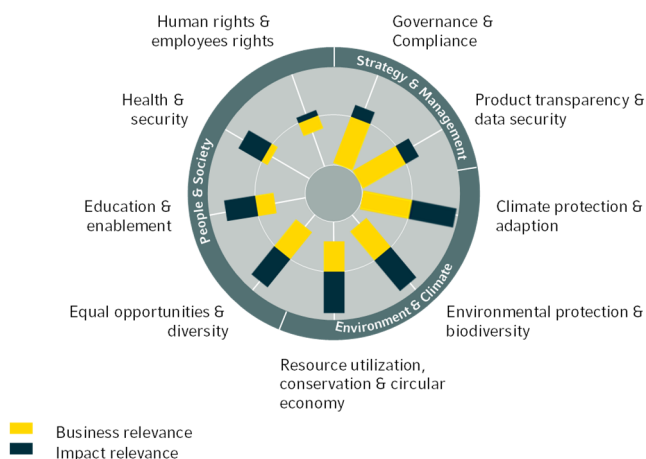 Human rights &
employees rights
Governance &
Compliance
Health &
security
Product transparency &
data security
Education &
enablement
Climate protection &
adaption
Equal opportunities &
diversity
Environmental protection &
biodiversity
Resource utilization,
conservation & circular
economy
Strategy & Management
People & Society
Environment & Climate
Business relevance
Impact relevance